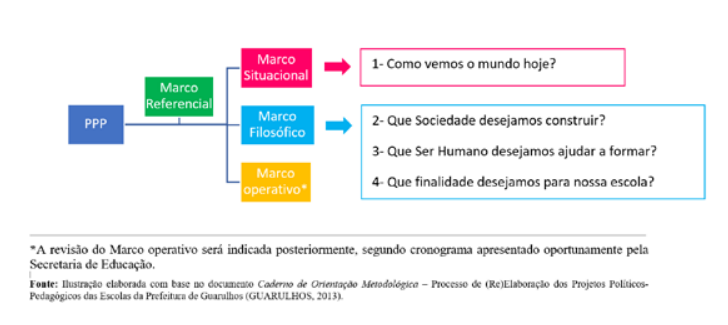 PPP
Marco
Referencial
Marco
Situacional
1- Como vemos o mundo hoje?
Marco
Filosófico
2- Que Sociedade desejamos construir?
3- Que Ser Humano desejamos ajudar a formar?
4- Que finalidade desejamos para nossa escola?
Marco
operativo*
*A revisão do Marco operativo será indicada posteriormente, segundo cronograma apresentado oportunamente pela
Secretaria de Educação.
Fonte: Ilustração elaborada com base no documento Caderno de Orientação Metodológica – Processo de (Re)Elaboração dos Projetos Políticos-
Pedagógicos das Escolas da Prefeitura de Guarulhos (GUARULHOS, 2013).